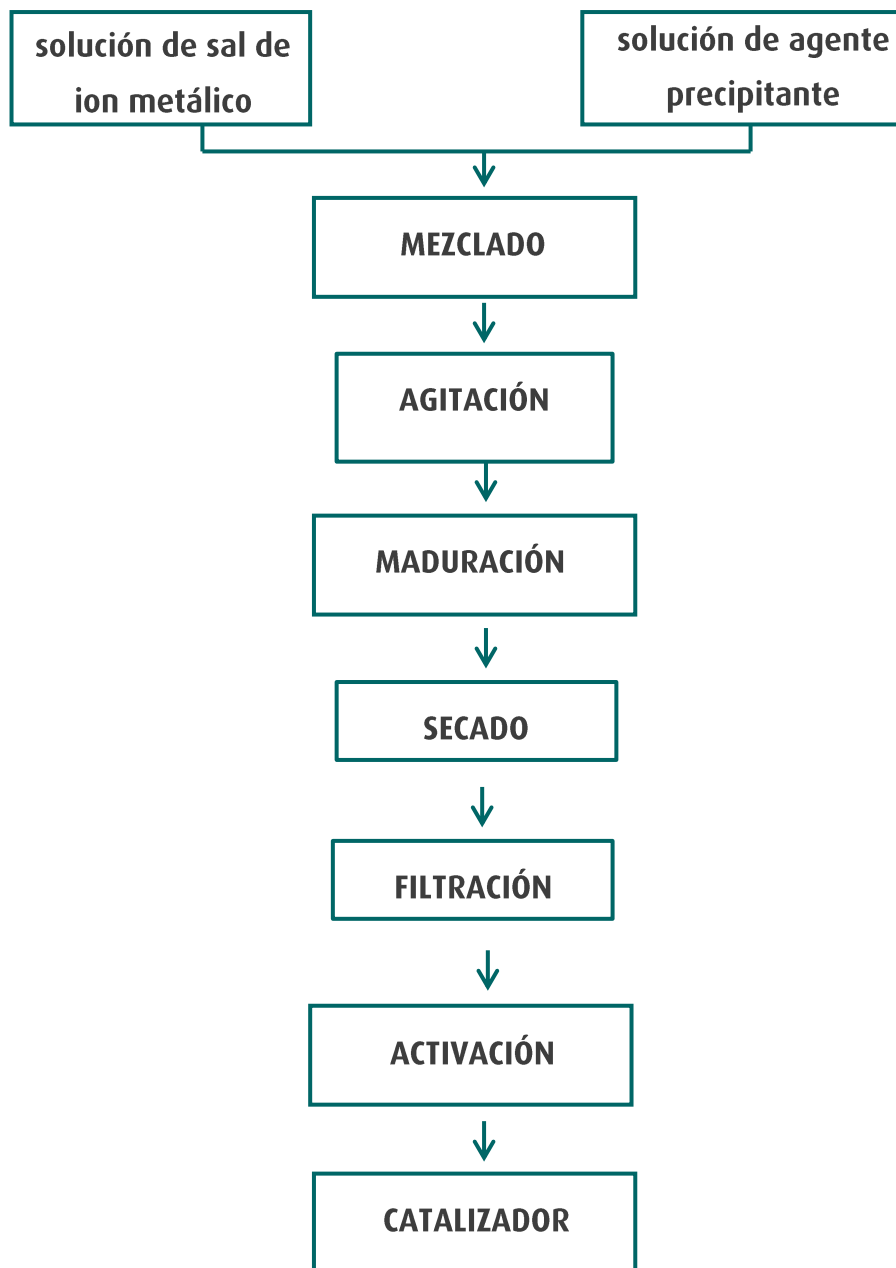 solución de sal de
ion metálico
solución de agente
precipitante
MEZCLADO
AGITACIÓN
MADURACIÓN
SECADO
FILTRACIÓN
ACTIVACIÓN
CATALIZADOR